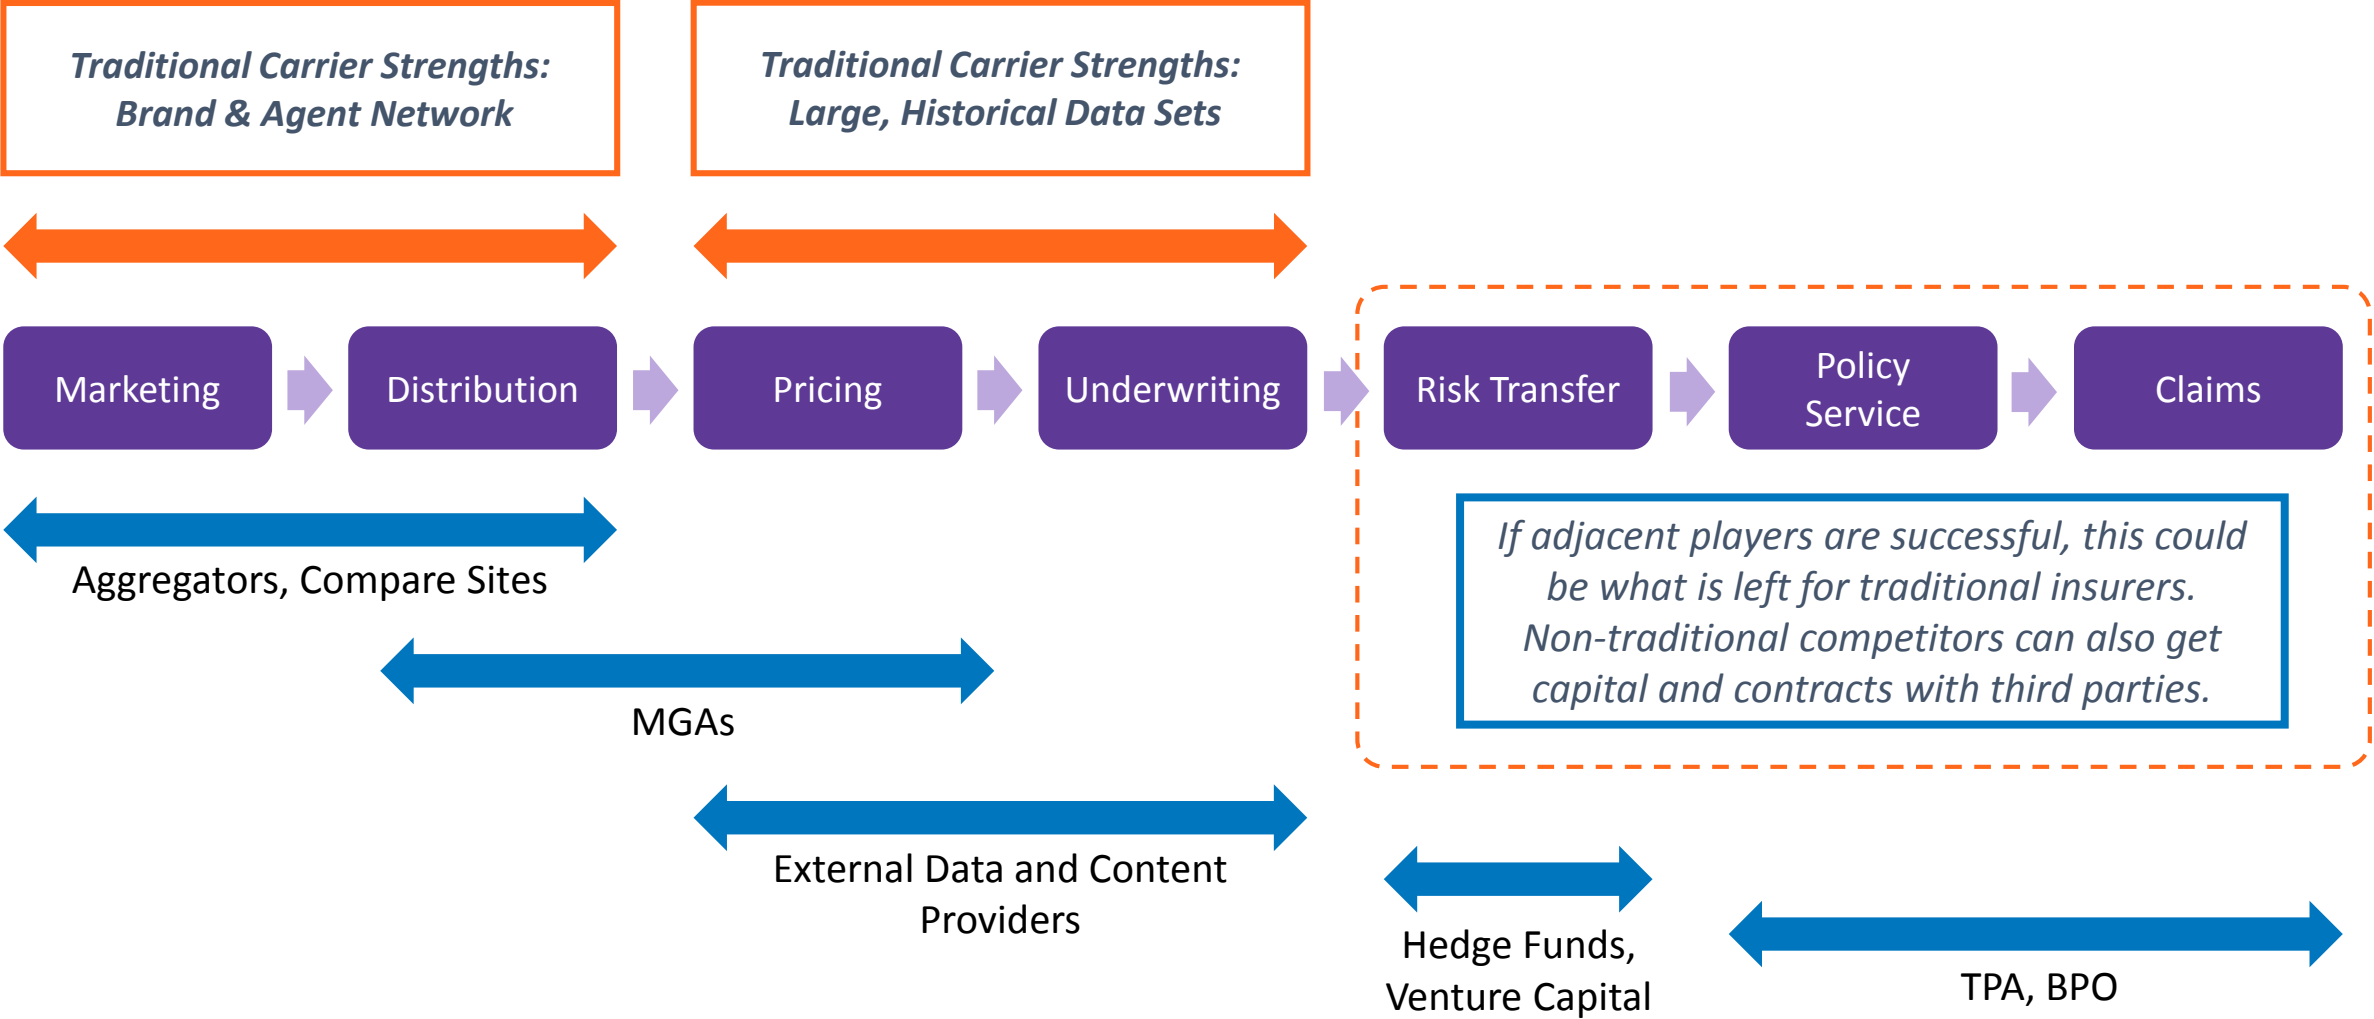 Traditional Carrier Strengths:
Brand & Agent Network
Traditional Carrier Strengths:
Large, Historical Data Sets
Marketing
Distribution
Pricing
Underwriting
Risk Transfer
Policy
Service
Claims
Aggregators, Compare Sites
MGAs
External Data and Content
Providers
If adjacent players are successful, this could
be what is left for traditional insurers.
Non-traditional competitors can also get
capital and contracts with third parties.
Hedge Funds,
Venture Capital
TPA, BPO